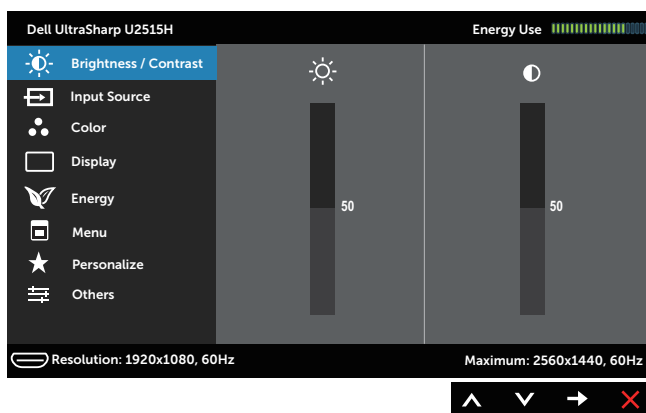 Dell UltraSharp U2515H
Energy Use
Brightness / Contrast
Input Source
Color
Display
Energy
Menu
Personalize
Others
50
50
Resolution: 1920x1080, 60Hz
Maximum: 2560x1440, 60Hz